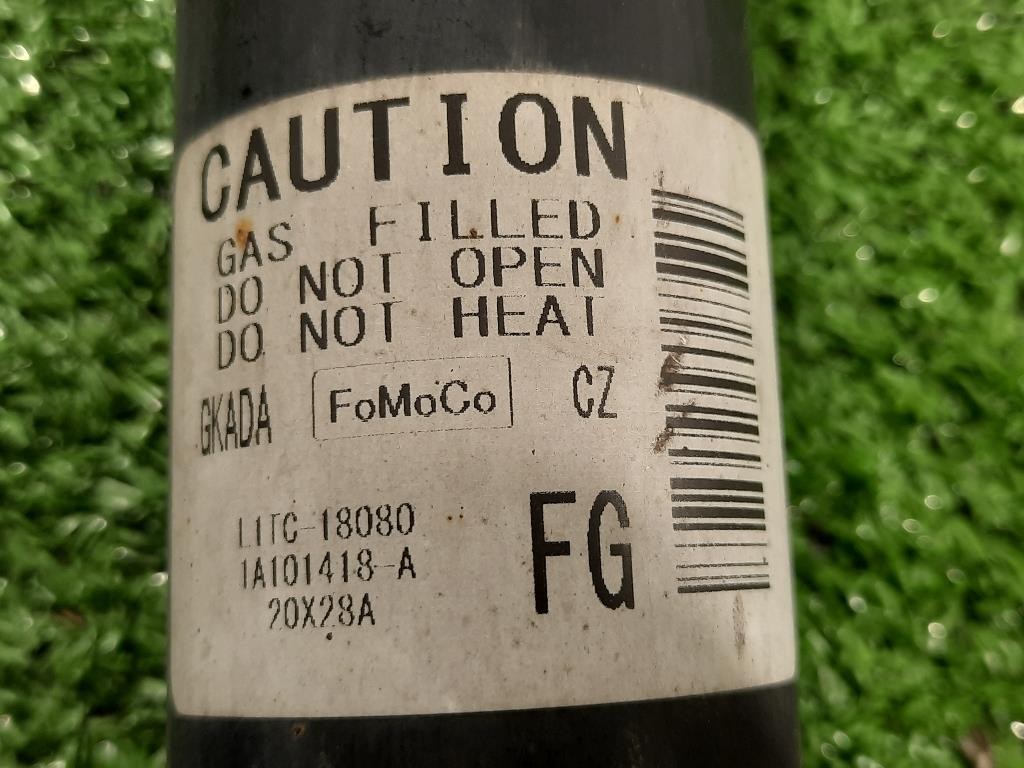 CAUTION
GAS FILLED
DO NOT OPEN
DO NOT HEAT
GKADA FoMoCo CZ
L1TC-18080
1A101418-A
20X28A
FG